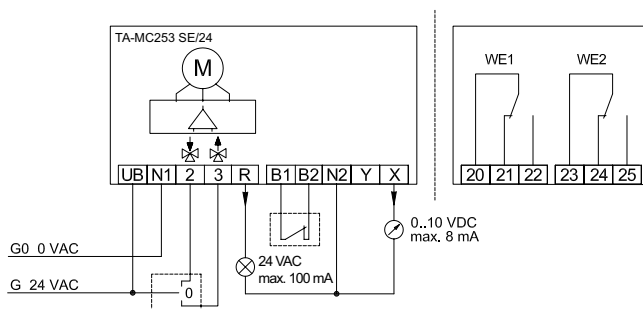 TA-MC253 SE/24
M
WE1 WE2
UB N1 2 3 R B1 B2 N2 Y X
20 21 22 23 24 25
0..10 VDC
max. 8 mA
G0 0 VAC
24 VAC
max. 100 mA
G 24 VAC
0